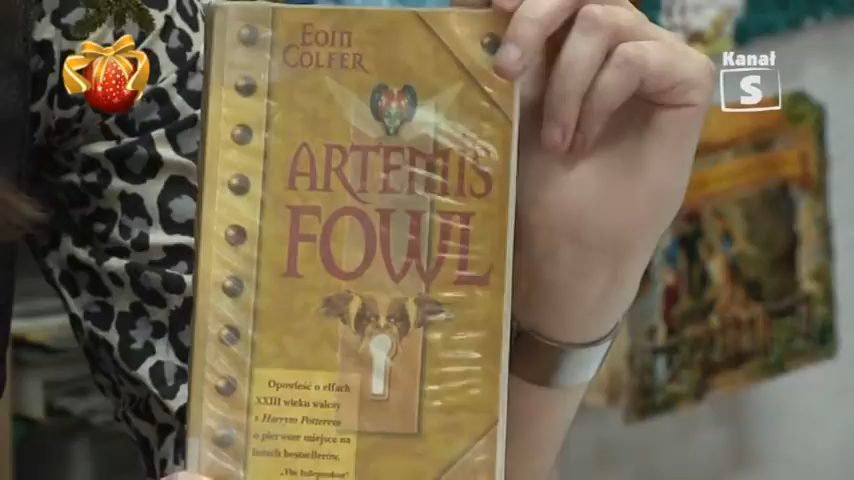 Eoin
Colfer
Kanał
S
ARTEMIS
FOWL
Opowieść o elfach
XXIII wieku walczy
z Harrym Potterem
o pierwsze miejsce na
listach bestsellerów.
„The Independent"